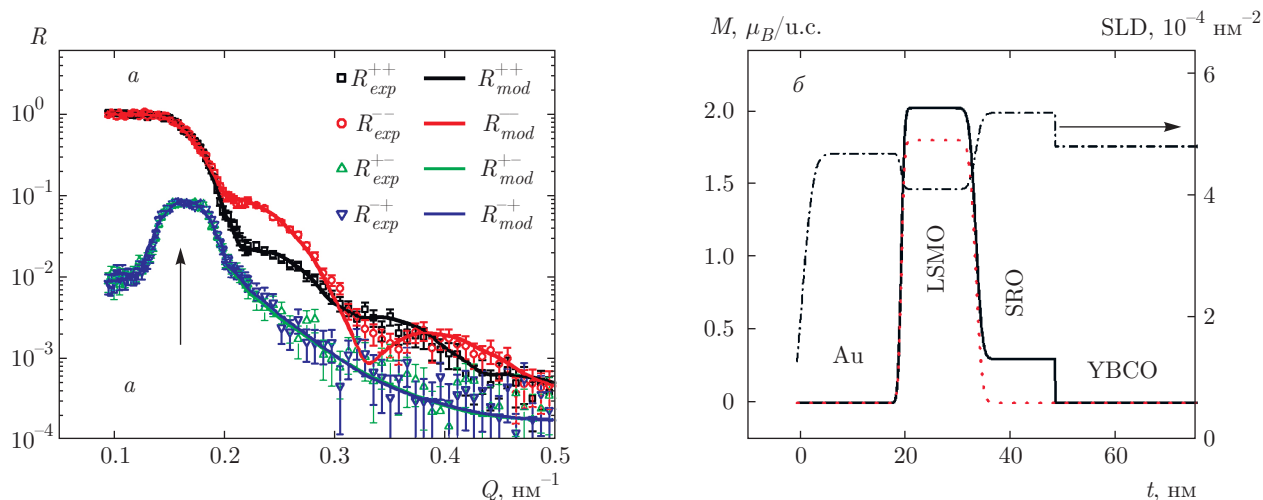 R
a
10^0
10^−1
10^−2
10^−3
10^−4
0.1 0.2 0.3 0.4 0.5
Q, нм^−1
R_exp^++ R_mod^++
R_exp^−− R_mod^−
R_exp^+− R_mod^+−
R_exp^−+ R_mod^−+
a
M, μ_B/u.c.
SLD, 10^−4 нм^−2
б
2.0
1.5
1.0
0.5
0
6
4
2
0
Au
LSMO
SRO
YBCO
0 20 40 60
t, нм